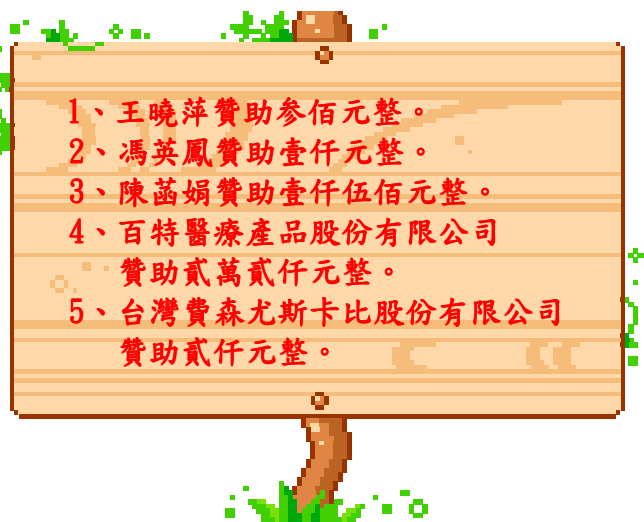 1、王曉萍贊助參佰元整。
2、馮英鳳贊助壹仟元整。
3、陳菡娟贊助壹仟伍佰元整。
4、百特醫療產品股份有限公司
贊助貳萬貳仟元整。
5、台灣費森尤斯卡比股份有限公司
贊助貳仟元整。